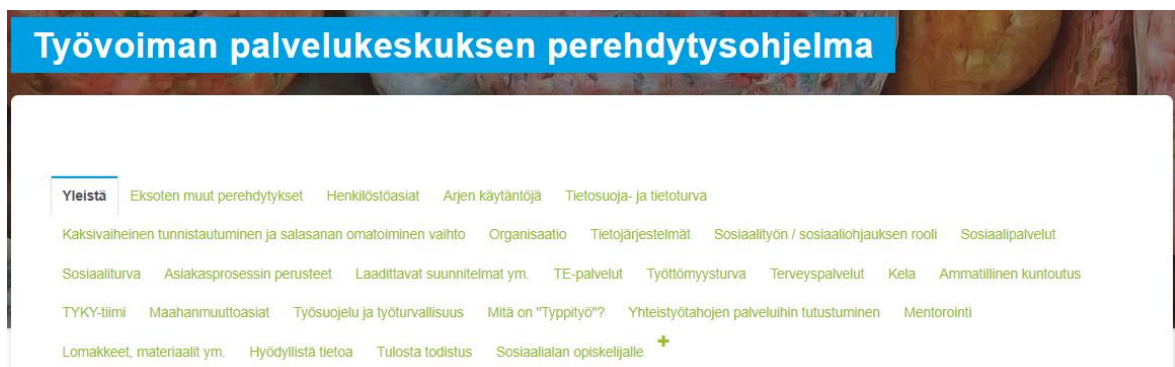 Työvoiman palvelukeskuksen perehdytysohjelma
Yleistä Eksoten muut perehdytykset Henkilöstöasiat Arjen käytäntöjä Tietosuoja- ja tietoturva
Kaksivaiheinen tunnistautuminen ja salasanan omatoiminen vaihto Organisaatio Tietojärjestelmät Sosiaalityön / sosiaaliohjauksen rooli Sosiaalipalvelut
Sosiaaliturva Asiakasprosessin perusteet Laadittavat suunnitelmat ym. TE-palvelut Työttömyysturva Terveyspalvelut Kela Ammatillinen kuntoutus
TYKY-tiimi Maahanmuuttoasiat Työsuojelu ja työturvallisuus Mitä on "Typpityö"? Yhteistyötahojen palveluihin tutustuminen Mentorointi
Lomakkeet, materiaalit ym. Hyödyllistä tietoa Tulosta todistus Sosiaalialan opiskelijalle +